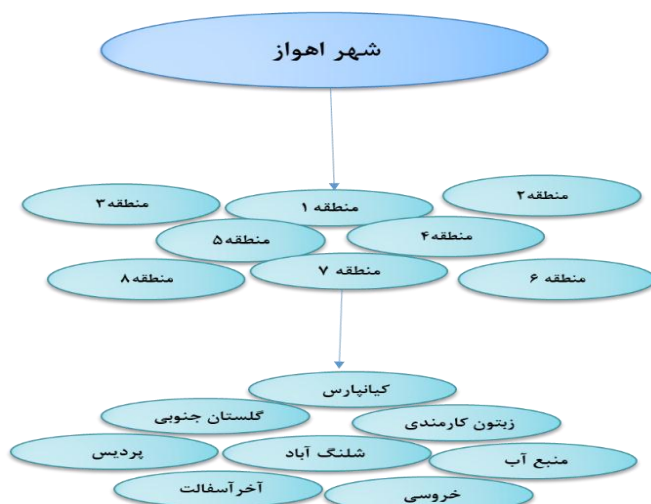 شهر اهواز
منطقه۲
منطقه ۱
منطقه۳
منطقه۴
منطقه۵
منطقه ۶
منطقه ۷
منطقه۸
کیانپارس
زیتون کارمندی
گلستان جنوبی
منبع آب
شلنگ آباد
پردیس
خروسی
آخرآسفالت